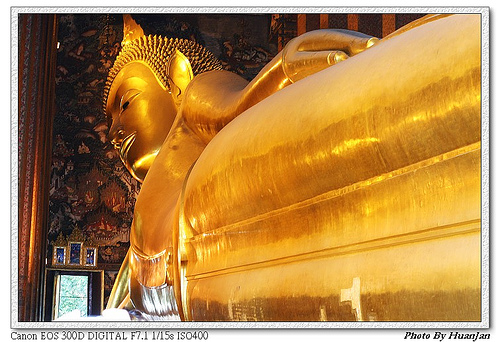 Canon EOS 300D DIGITAL F7.1 1/15s ISO400
Photo By HuanJan